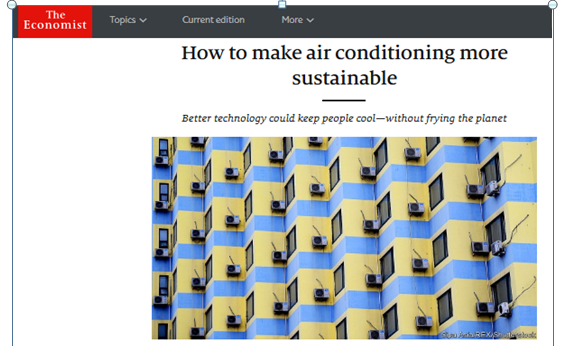 The
Economist
Topics
Current edition
More
How to make air conditioning more
sustainable
Better technology could keep people cool—without frying the planet